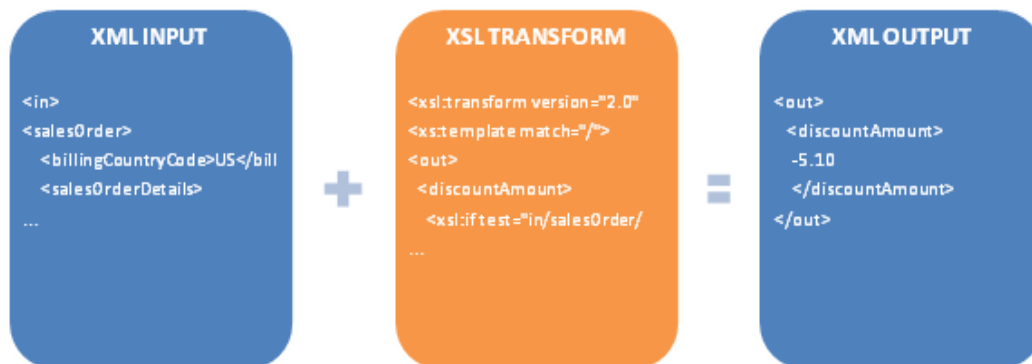 XML INPUT
<in>
<salesOrder>
<billingCountryCode>US</bill
<salesOrderDetails>
...
+
XSL TRANSFORM
<xsl:transform version="2.0"
<xs:template match="/">
<out>
<discountAmount>
<xsl:if test="in/salesOrder/
...
=
XML OUTPUT
<out>
<discountAmount>
-5.10
</discountAmount>
</out>